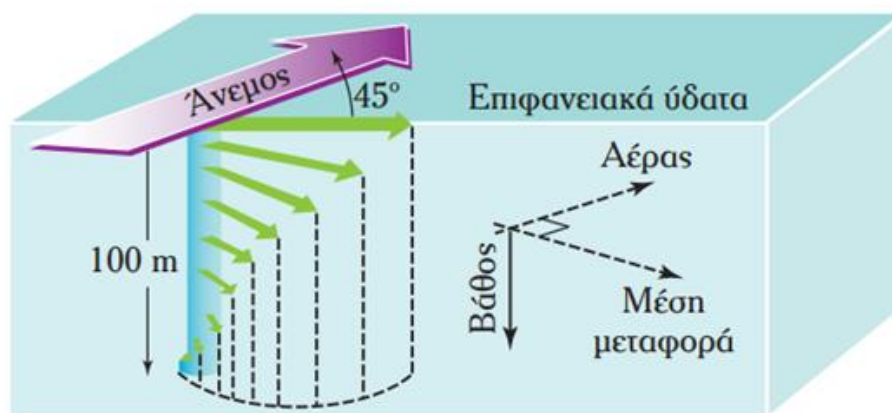 Άνεμος
45°
Επιφανειακά ύδατα
Αέρας
100 m
Βάθος
Μέση
μεταφορά